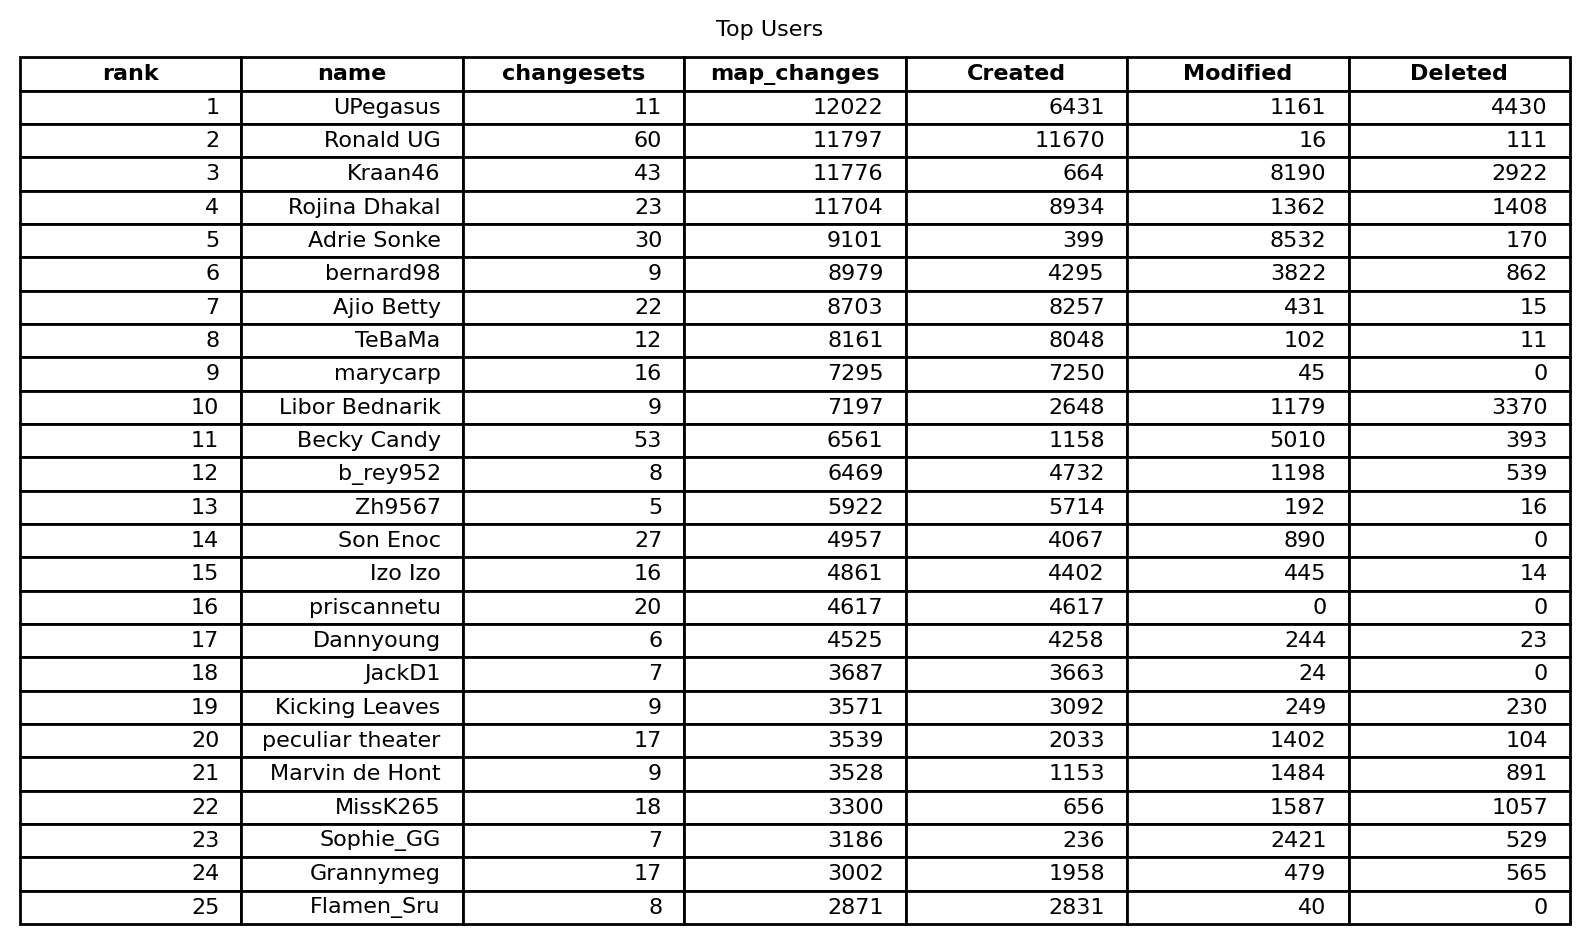 Top Users
rank name changesets map_changes Created Modified Deleted
1 UPegasus 11 12022 6431 1161 4430
2 Ronald UG 60 11797 11670 16 111
3 Kraan46 43 11776 664 8190 2922
4 Rojina Dhakal 23 11704 8934 1362 1408
5 Adrie Sonke 30 9101 399 8532 170
6 bernard98 9 8979 4295 3822 862
7 Ajio Betty 22 8703 8257 431 15
8 TeBaMa 12 8161 8048 102 11
9 marycarp 16 7295 7250 45 0
10 Libor Bednarik 9 7197 2648 1179 3370
11 Becky Candy 53 6561 1158 5010 393
12 b_rey952 8 6469 4732 1198 539
13 Zh9567 5 5922 5714 192 16
14 Son Enoc 27 4957 4067 890 0
15 Izo Izo 16 4861 4402 445 14
16 priscannetu 20 4617 4617 0 0
17 Dannyoung 6 4525 4258 244 23
18 JackD1 7 3687 3663 24 0
19 Kicking Leaves 9 3571 3092 249 230
20 peculiar theater 17 3539 2033 1402 104
21 Marvin de Hont 9 3528 1153 1484 891
22 MissK265 18 3300 656 1587 1057
23 Sophie_GG 7 3186 236 2421 529
24 Grannymeg 17 3002 1958 479 565
25 Flamen_Sru 8 2871 2831 40 0